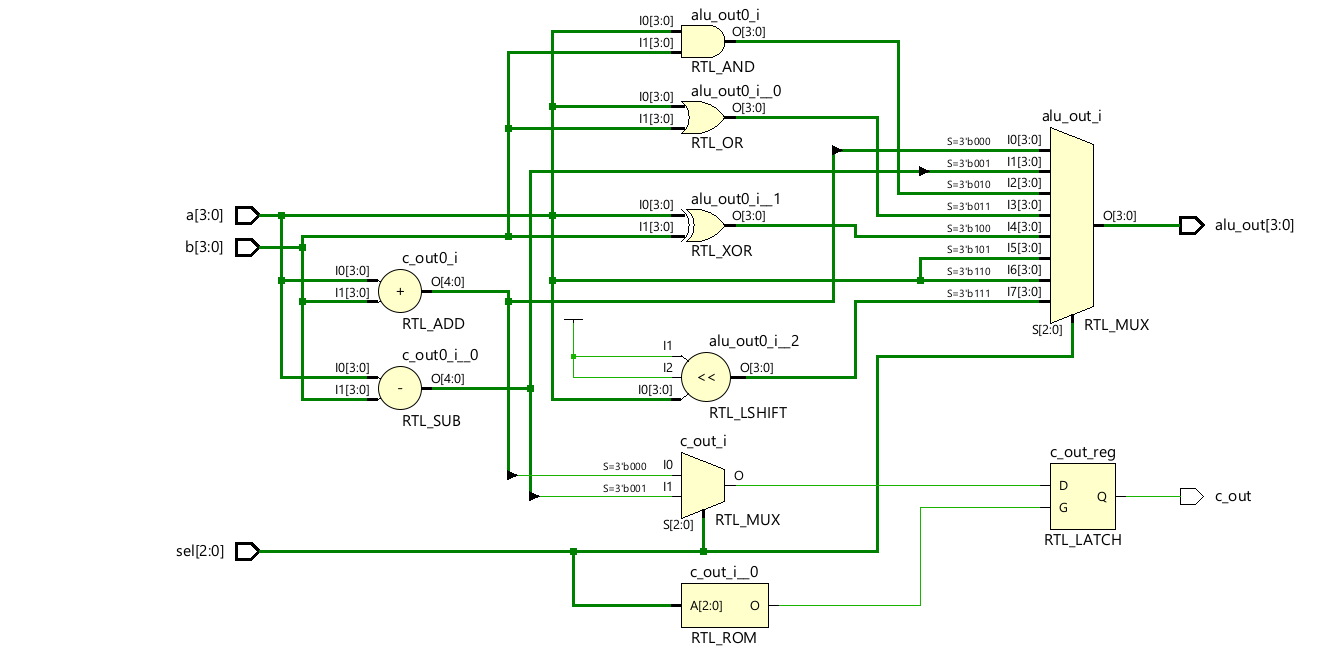 alu_out0_i
I0[3:0]
O[3:0]
I1[3:0]
RTL_AND
alu_out0_i__0
I0[3:0]
O[3:0]
I1[3:0]
RTL_OR
alu_out_i
S=3'b000 I0[3:0]
S=3'b001 I1[3:0]
S=3'b010 I2[3:0]
S=3'b011 I3[3:0]
S=3'b100 I4[3:0]
S=3'b101 I5[3:0]
S=3'b110 I6[3:0]
S=3'b111 I7[3:0]
O[3:0]
alu_out[3:0]
S[2:0]
RTL_MUX
alu_out0_i__1
I0[3:0]
O[3:0]
I1[3:0]
RTL_XOR
a[3:0]
b[3:0]
c_out0_i
I0[3:0]
O[4:0]
I1[3:0]
+
RTL_ADD
c_out0_i__0
I0[3:0]
O[4:0]
I1[3:0]
-
RTL_SUB
alu_out0_i__2
I1
I2
I0[3:0]
<<
O[3:0]
RTL_LSHIFT
c_out_i
S=3'b000 I0
S=3'b001 I1
O
S[2:0]
RTL_MUX
c_out_reg
D
G
Q
c_out
RTL_LATCH
sel[2:0]
c_out_i__0
A[2:0] O
RTL_ROM